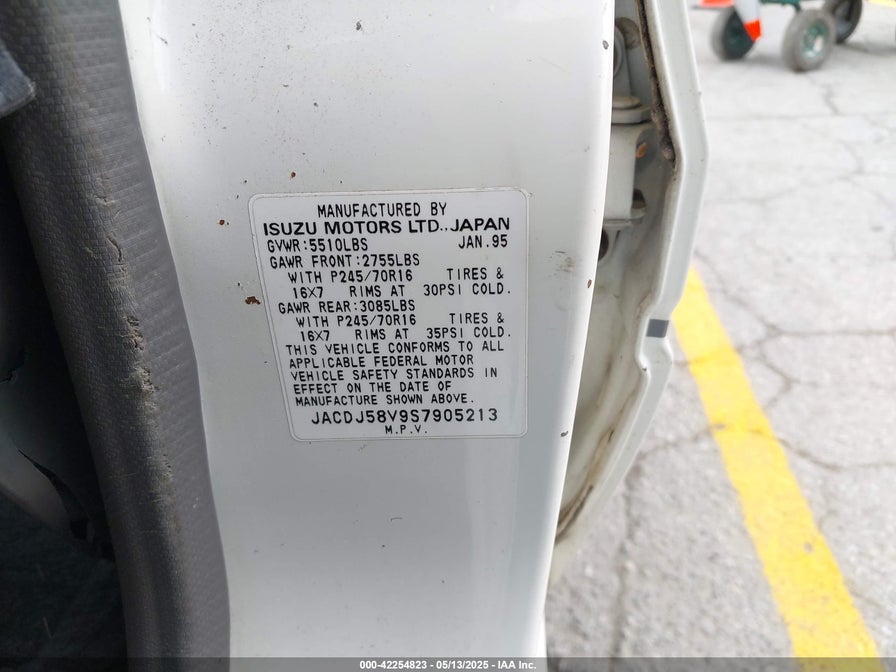 MANUFACTURED BY
ISUZU MOTORS LTD., JAPAN
GVWR:5510LBS JAN.95
GAWR FRONT:2755LBS
WITH P245/70R16 TIRES &
16X7 RIMS AT 30PSI COLD.
GAWR REAR:3085LBS
WITH P245/70R16 TIRES &
16X7 RIMS AT 35PSI COLD.
THIS VEHICLE CONFORMS TO ALL
APPLICABLE FEDERAL MOTOR
VEHICLE SAFETY STANDARDS IN
EFFECT ON THE DATE OF
MANUFACTURE SHOWN ABOVE.
JACDJ58V9S7905213
M.P.V.
000-42254823 - 05/13/2025 - IAA Inc.